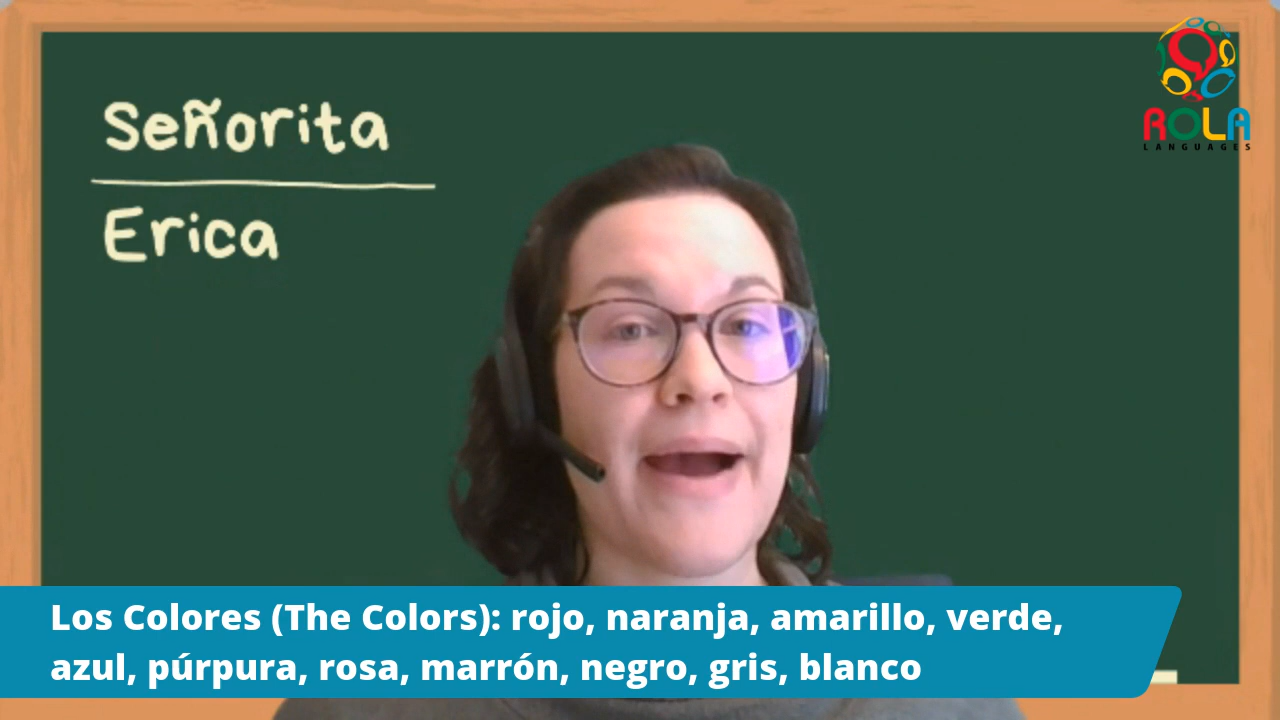 Señorita
Erica
ROLA
LANGUAGES
Los Colores (The Colors): rojo, naranja, amarillo, verde,
azul, púrpura, rosa, marrón, negro, gris, blanco